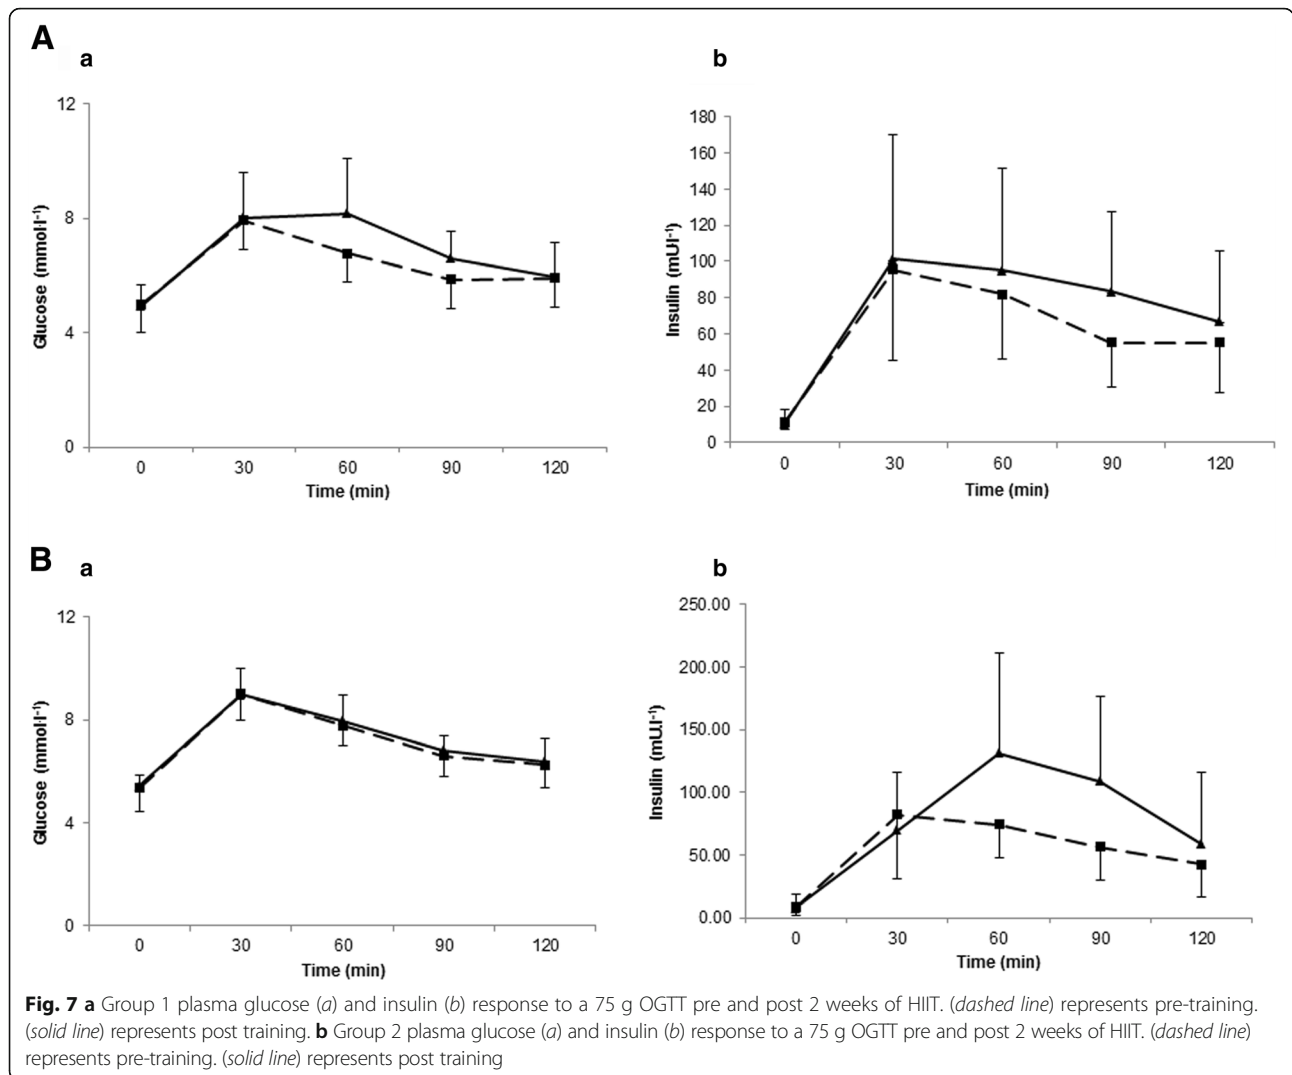 A
a
b
12
8
4
0
Glucose (mmol·l⁻¹)
0 30 60 90 120
Time (min)
180
160
140
120
100
80
60
40
20
0
Insulin (mU·l⁻¹)
0 30 60 90 120
Time (min)
B
a
b
12
8
4
0
Glucose (mmol·l⁻¹)
0 30 60 90 120
Time (min)
250.00
200.00
150.00
100.00
50.00
0.00
Insulin (mU.l⁻¹)
0 30 60 90 120
Time (min)
Fig. 7 a Group 1 plasma glucose (a) and insulin (b) response to a 75 g OGTT pre and post 2 weeks of HIIT. (dashed line) represents pre-training.
(solid line) represents post training. b Group 2 plasma glucose (a) and insulin (b) response to a 75 g OGTT pre and post 2 weeks of HIIT. (dashed line)
represents pre-training. (solid line) represents post training